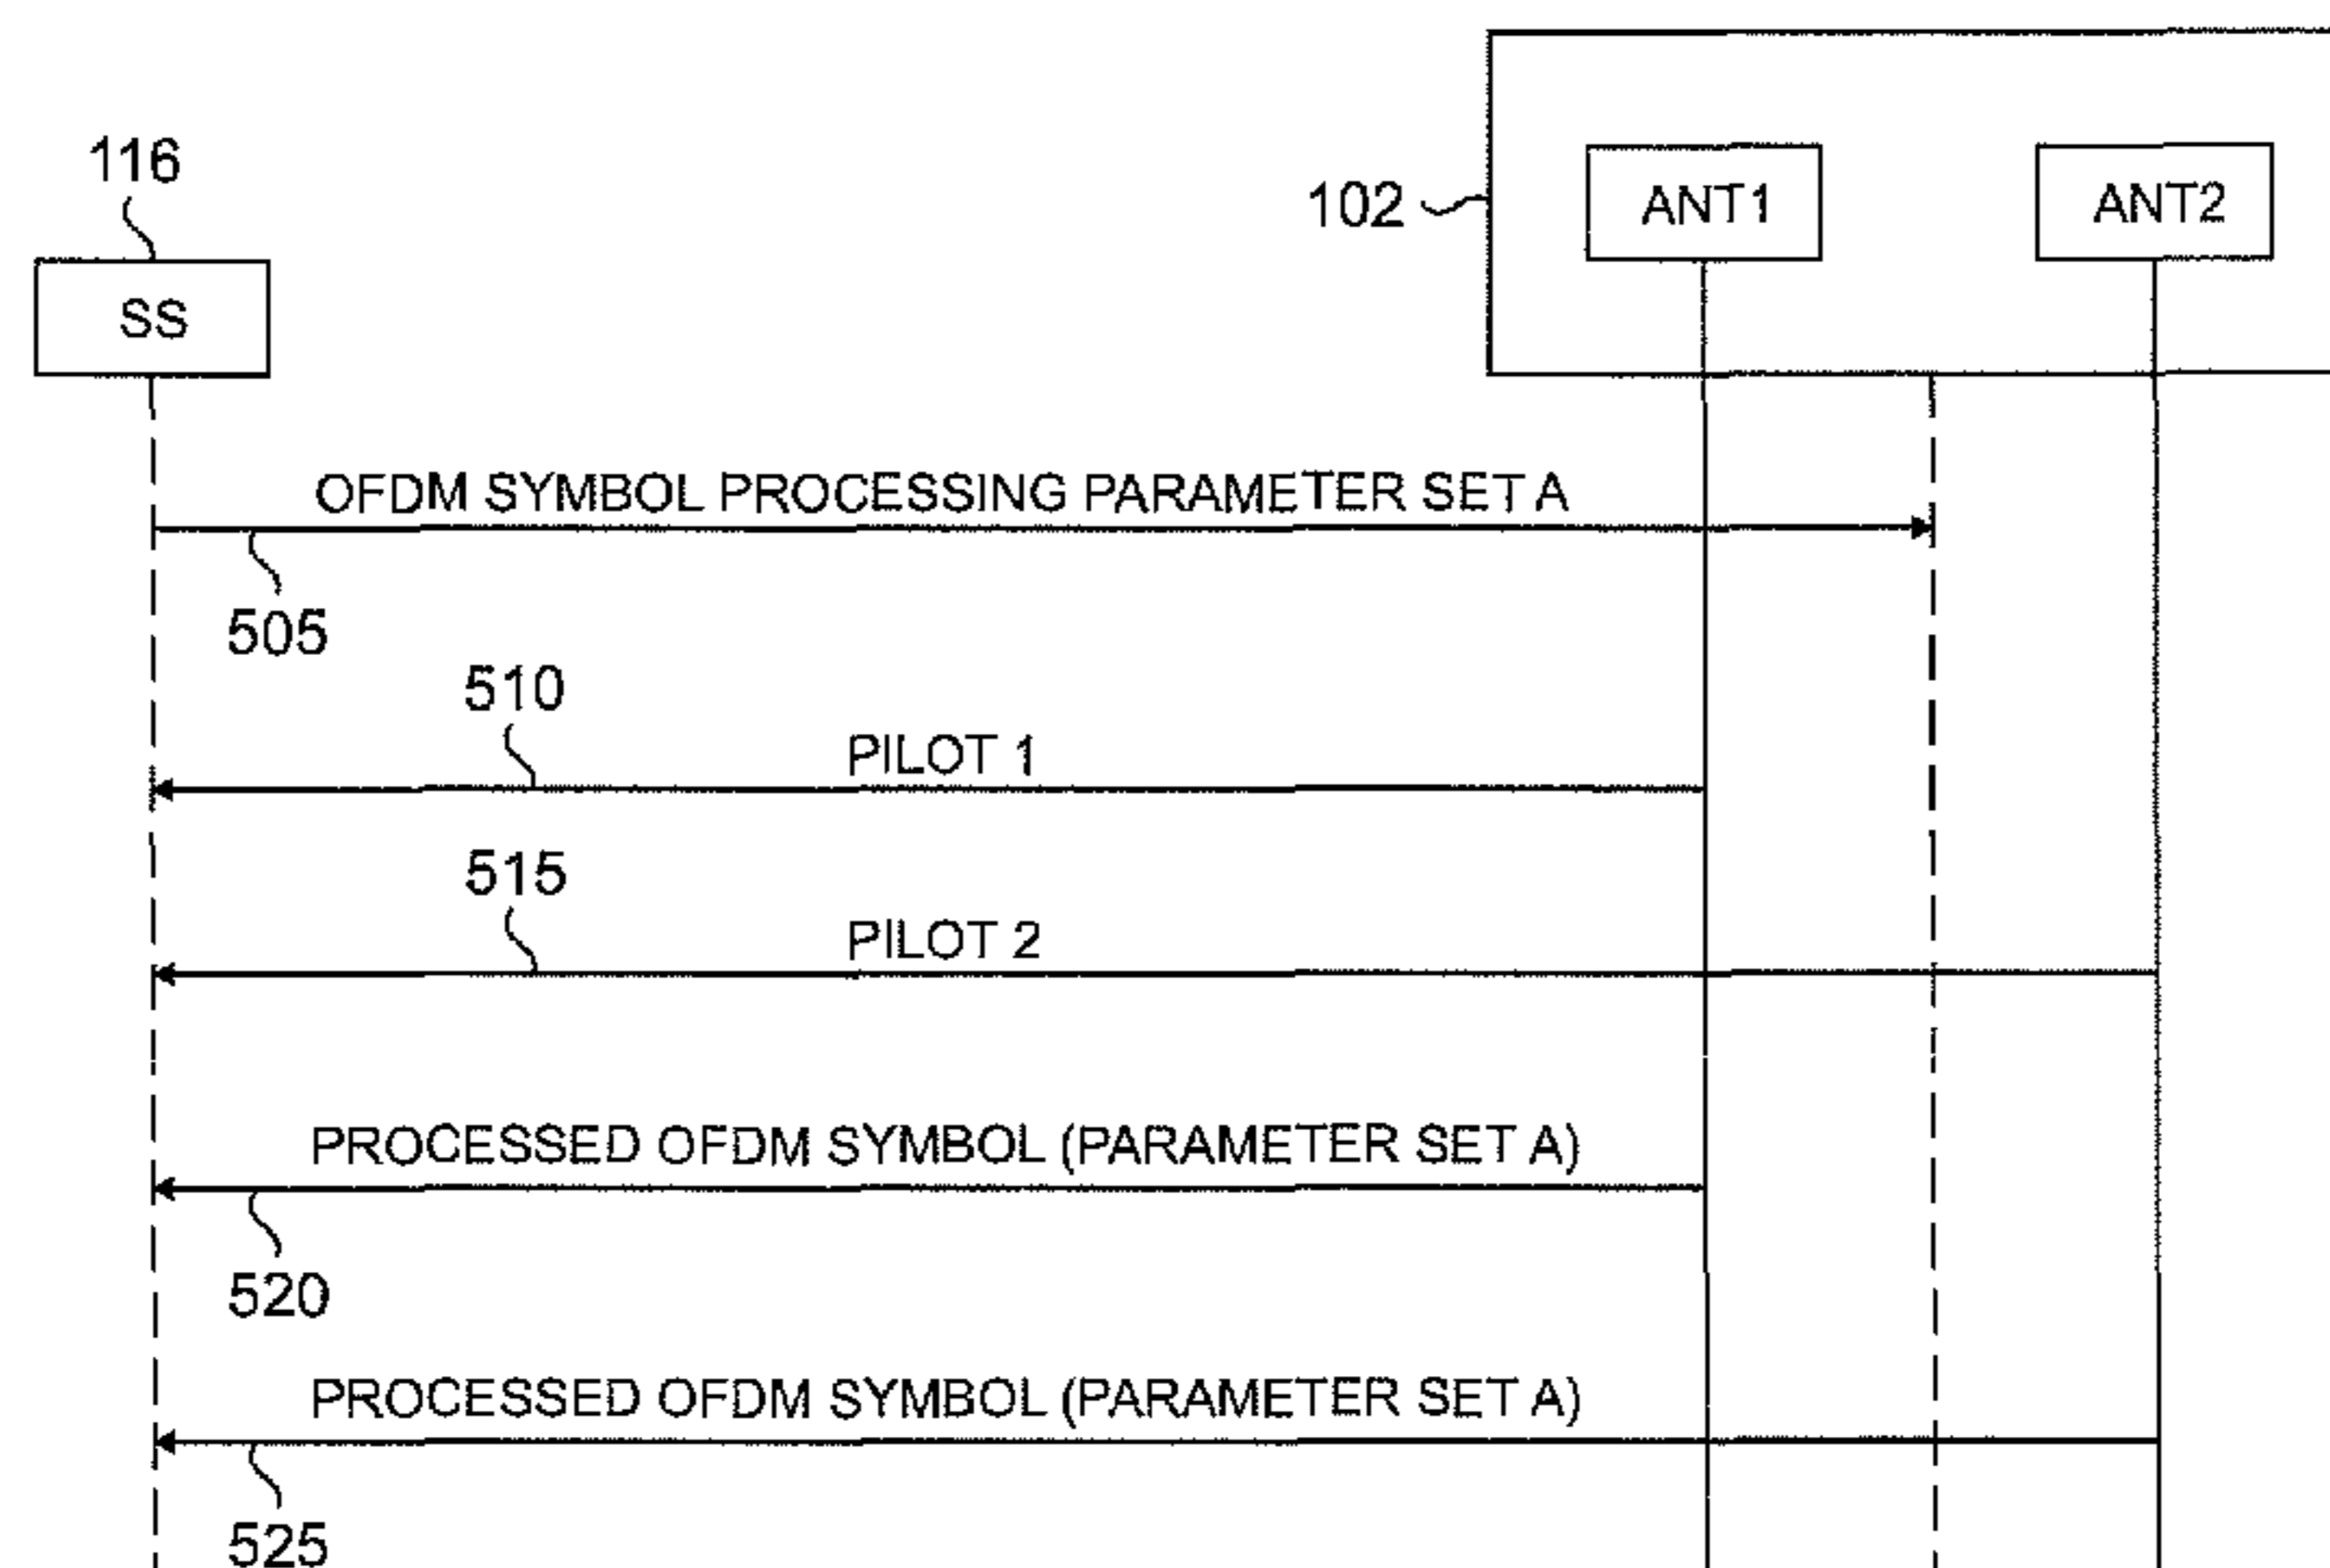 116
102
ANT1
ANT2
SS
OFDM SYMBOL PROCESSING PARAMETER SET A
505
510
PILOT 1
515
PILOT 2
PROCESSED OFDM SYMBOL (PARAMETER SET A)
520
PROCESSED OFDM SYMBOL (PARAMETER SET A)
525